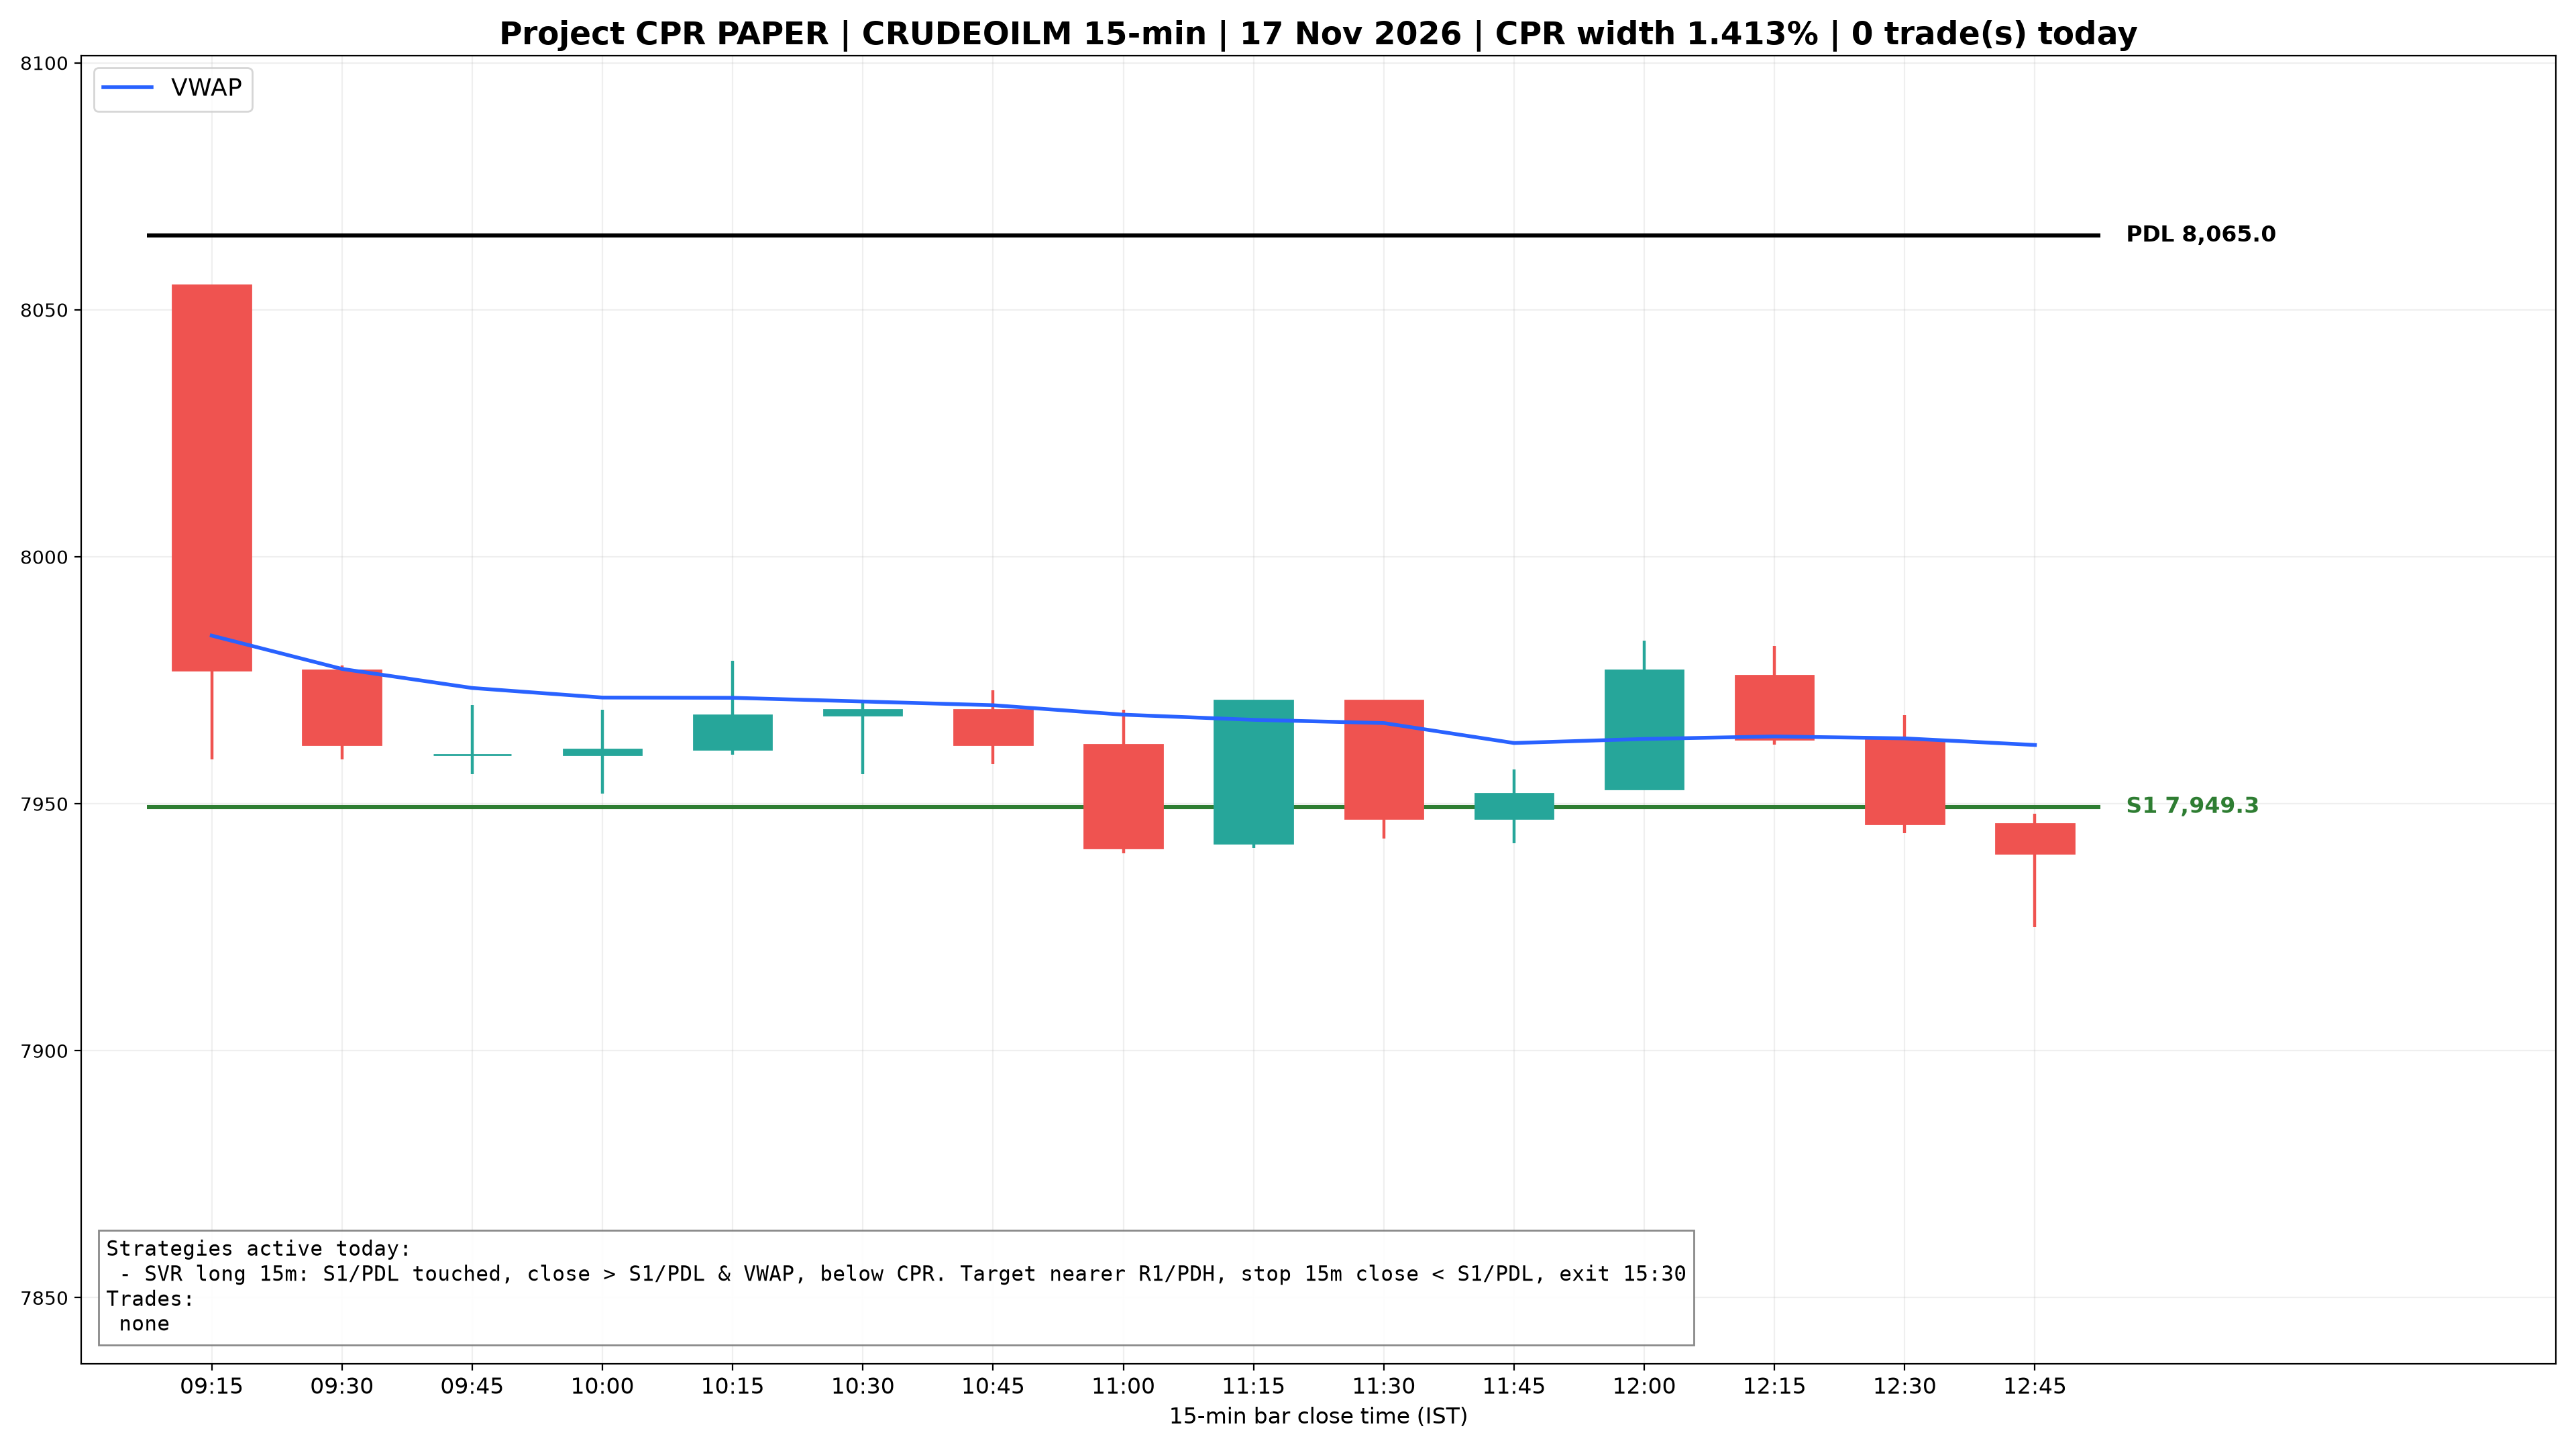 Project CPR PAPER | CRUDEOILM 15-min | 17 Nov 2026 | CPR width 1.413% | 0 trade(s) today
VWAP
8100
8050
8000
7950
7900
7850
PDL 8,065.0
S1 7,949.3
Strategies active today:
- SVR long 15m: S1/PDL touched, close > S1/PDL & VWAP, below CPR. Target nearer R1/PDH, stop 15m close < S1/PDL, exit 15:30
Trades:
none
09:15 09:30 09:45 10:00 10:15 10:30 10:45 11:00 11:15 11:30 11:45 12:00 12:15 12:30 12:45
15-min bar close time (IST)